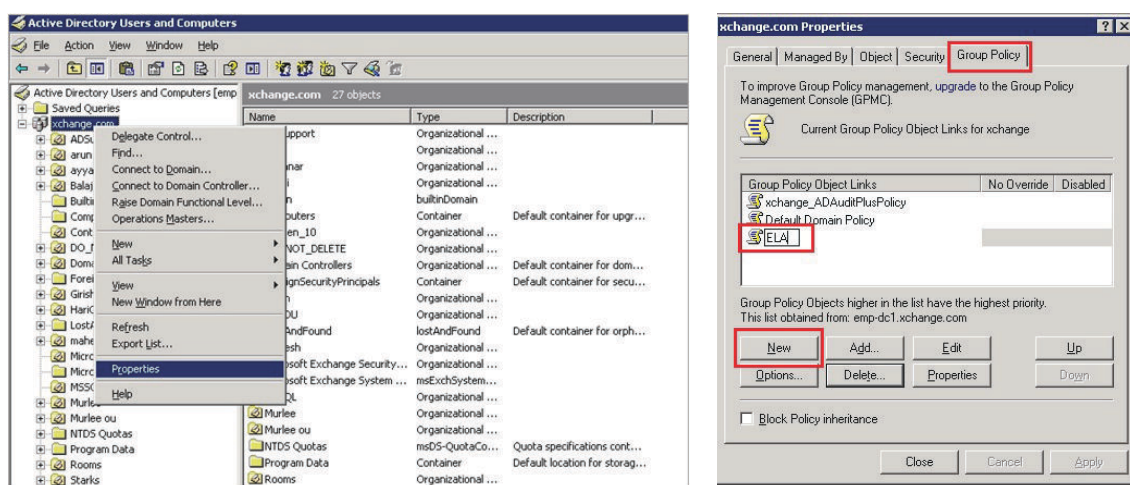 Active Directory Users and Computers
File Action View Window Help
Active Directory Users and Computers [emp
Saved Queries
xchange.com
ADSu
arun
ayya
Balaj
Builti
Comp
Cont
DO_N
Doma
Forei
Girish
HariC
Lost
mahe
Micro
Micro
MSSQ
Murle
Murlee ou
NTDS Quotas
Program Data
Rooms
Starks
Delegate Control...
Find...
Connect to Domain...
Connect to Domain Controller...
Raise Domain Functional Level...
Operations Masters...
New
All Tasks
View
New Window from Here
Refresh
Export List...
Properties
Help
xchange.com 27 objects
Name Type Description
upport Organizational ...
Organizational ...
nar Organizational ...
i Organizational ...
n builtinDomain
puters Container Default container for upgr...
en_10 Organizational ...
NOT_DELETE Organizational ...
ain Controllers Organizational ... Default container for dom...
ignSecurityPrincipals Container Default container for secu...
Organizational ...
OU Organizational ...
AndFound lostAndFound Default container for orph...
esh Organizational ...
osoft Exchange Security... Organizational ...
osoft Exchange System ... msExchSystem...
QL Organizational ...
Murlee Organizational ...
Murlee ou Organizational ...
NTDS Quotas msDS-QuotaCo... Quota specifications cont...
Program Data Container Default location for storag...
Rooms Organizational ...
xchange.com Properties
General Managed By Object Security Group Policy
To improve Group Policy management, upgrade to the Group Policy
Management Console (GPMC).
Current Group Policy Object Links for xchange
Group Policy Object Links No Override Disabled
xchange_ADAuditPlusPolicy
Default Domain Policy
ELA
Group Policy Objects higher in the list have the highest priority.
This list obtained from: emp-dc1.xchange.com
New Add... Edit Up
Options... Delete... Properties Down
Block Policy inheritance
Close Cancel Apply